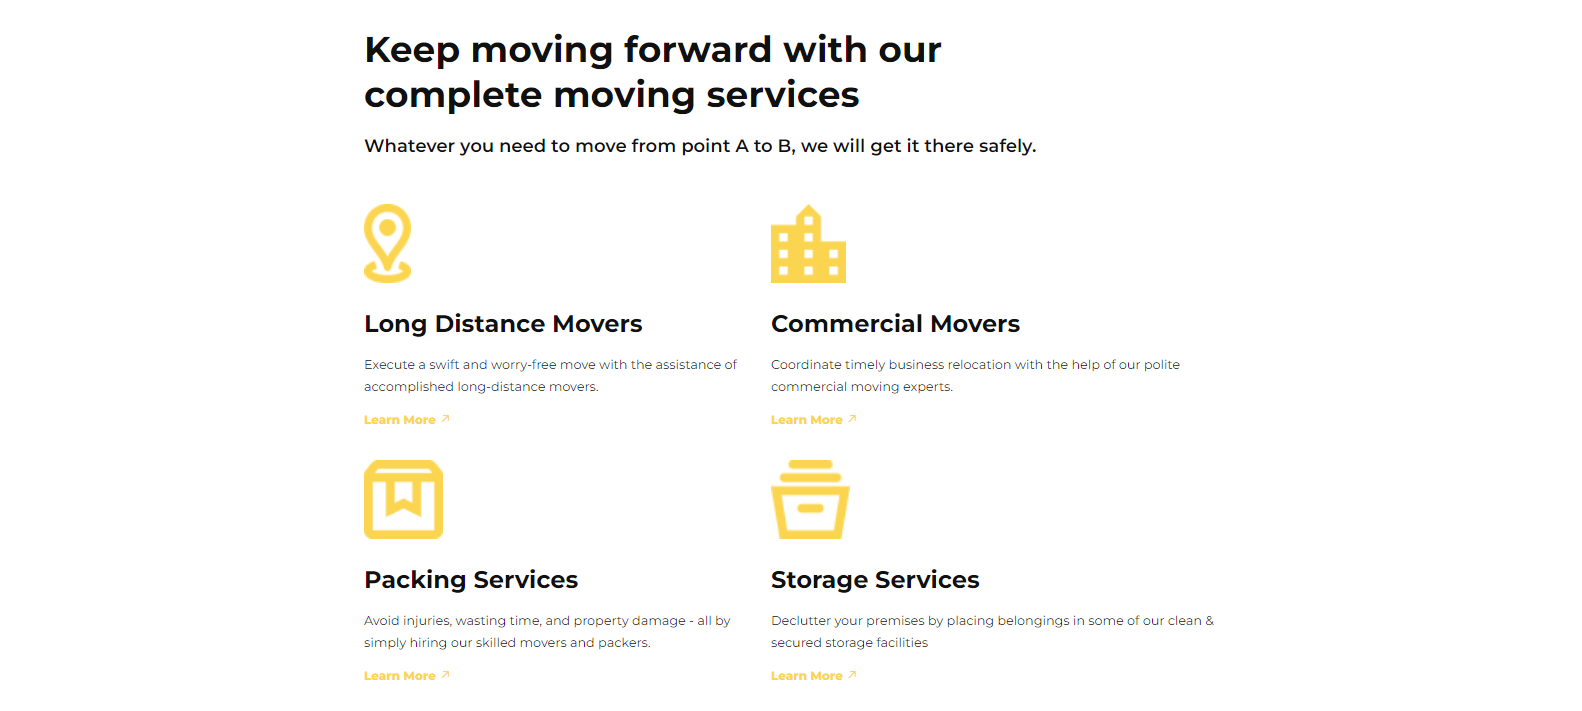 Keep moving forward with our
complete moving services
Whatever you need to move from point A to B, we will get it there safely.
Long Distance Movers
Execute a swift and worry-free move with the assistance of
accomplished long-distance movers.
Learn More ↗
Commercial Movers
Coordinate timely business relocation with the help of our polite
commercial moving experts.
Learn More ↗
Packing Services
Avoid injuries, wasting time, and property damage - all by
simply hiring our skilled movers and packers.
Learn More ↗
Storage Services
Declutter your premises by placing belongings in some of our clean &
secured storage facilities
Learn More ↗